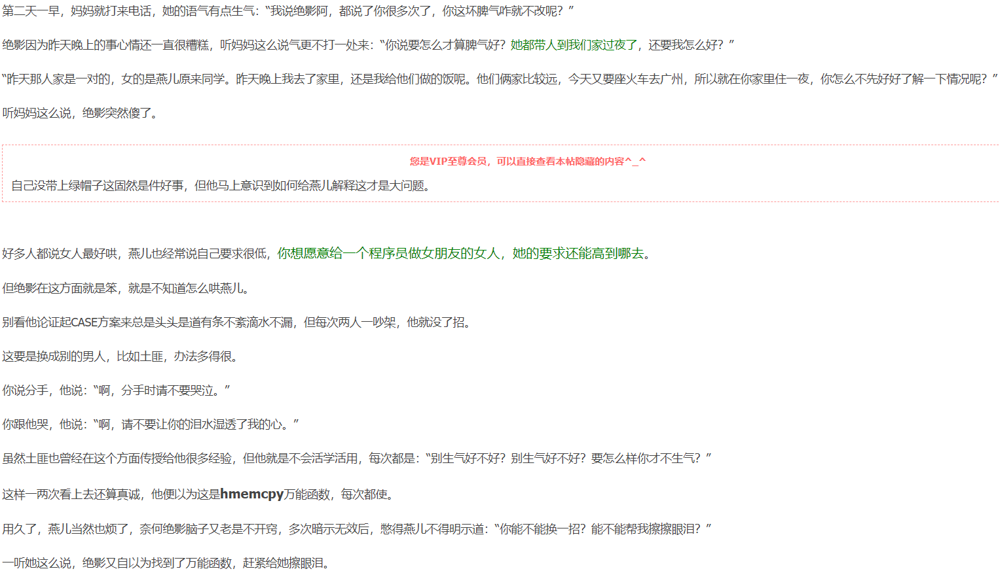 第二天一早，妈妈就打来电话，她的语气有点生气：“我说绝影阿，都说了你很多次了，你这坏脾气咋就不改呢？”
绝影因为昨天晚上的事心情还一直很糟糕，听妈妈这么说气更不打一处来：“你说要怎么才算脾气好？她都带人到我们家过夜了，还要我怎么好？”
“昨天那人家是一对的，女的是燕儿原来同学。昨天晚上我去了家里，还是我给他们做的饭呢。他们俩家比较远，今天又要座火车去广州，所以就在你家里住一夜，你怎么不先好好了解一下情况呢？”
听妈妈这么说，绝影突然傻了。
您是VIP至尊会员，可以直接查看本帖隐藏的内容^_^
自己没带上绿帽子这固然是件好事，但他马上意识到如何给燕儿解释这才是大问题。
好多人都说女人最好哄，燕儿也经常说自己要求很低，你想愿意给一个程序员做女朋友的女人，她的要求还能高到哪去。
但绝影在这方面就是笨，就是不知道怎么哄燕儿。
别看他论证起CASE方案来总是头头是道有条不紊滴水不漏，但每次两人一吵架，他就没了招。
这要是换成别的男人，比如土匪，办法多得很。
你说分手，他说：“啊，分手时请不要哭泣。”
你跟他哭，他说：“啊，请不要让你的泪水湿透了我的心。”
虽然土匪也曾经在这个方面传授给他很多经验，但他就是不会活学活用，每次都是：“别生气好不好？别生气好不好？要怎么样你才不生气？”
这样一两次看上去还算真诚，他便以为这是hmemcpy万能函数，每次都使。
用久了，燕儿当然也烦了，奈何绝影脑子又老是不开窍，多次暗示无效后，憋得燕儿不得明示道：“你能不能换一招？能不能帮我擦擦眼泪？”
一听她这么说，绝影又自以为找到了万能函数，赶紧给她擦眼泪。